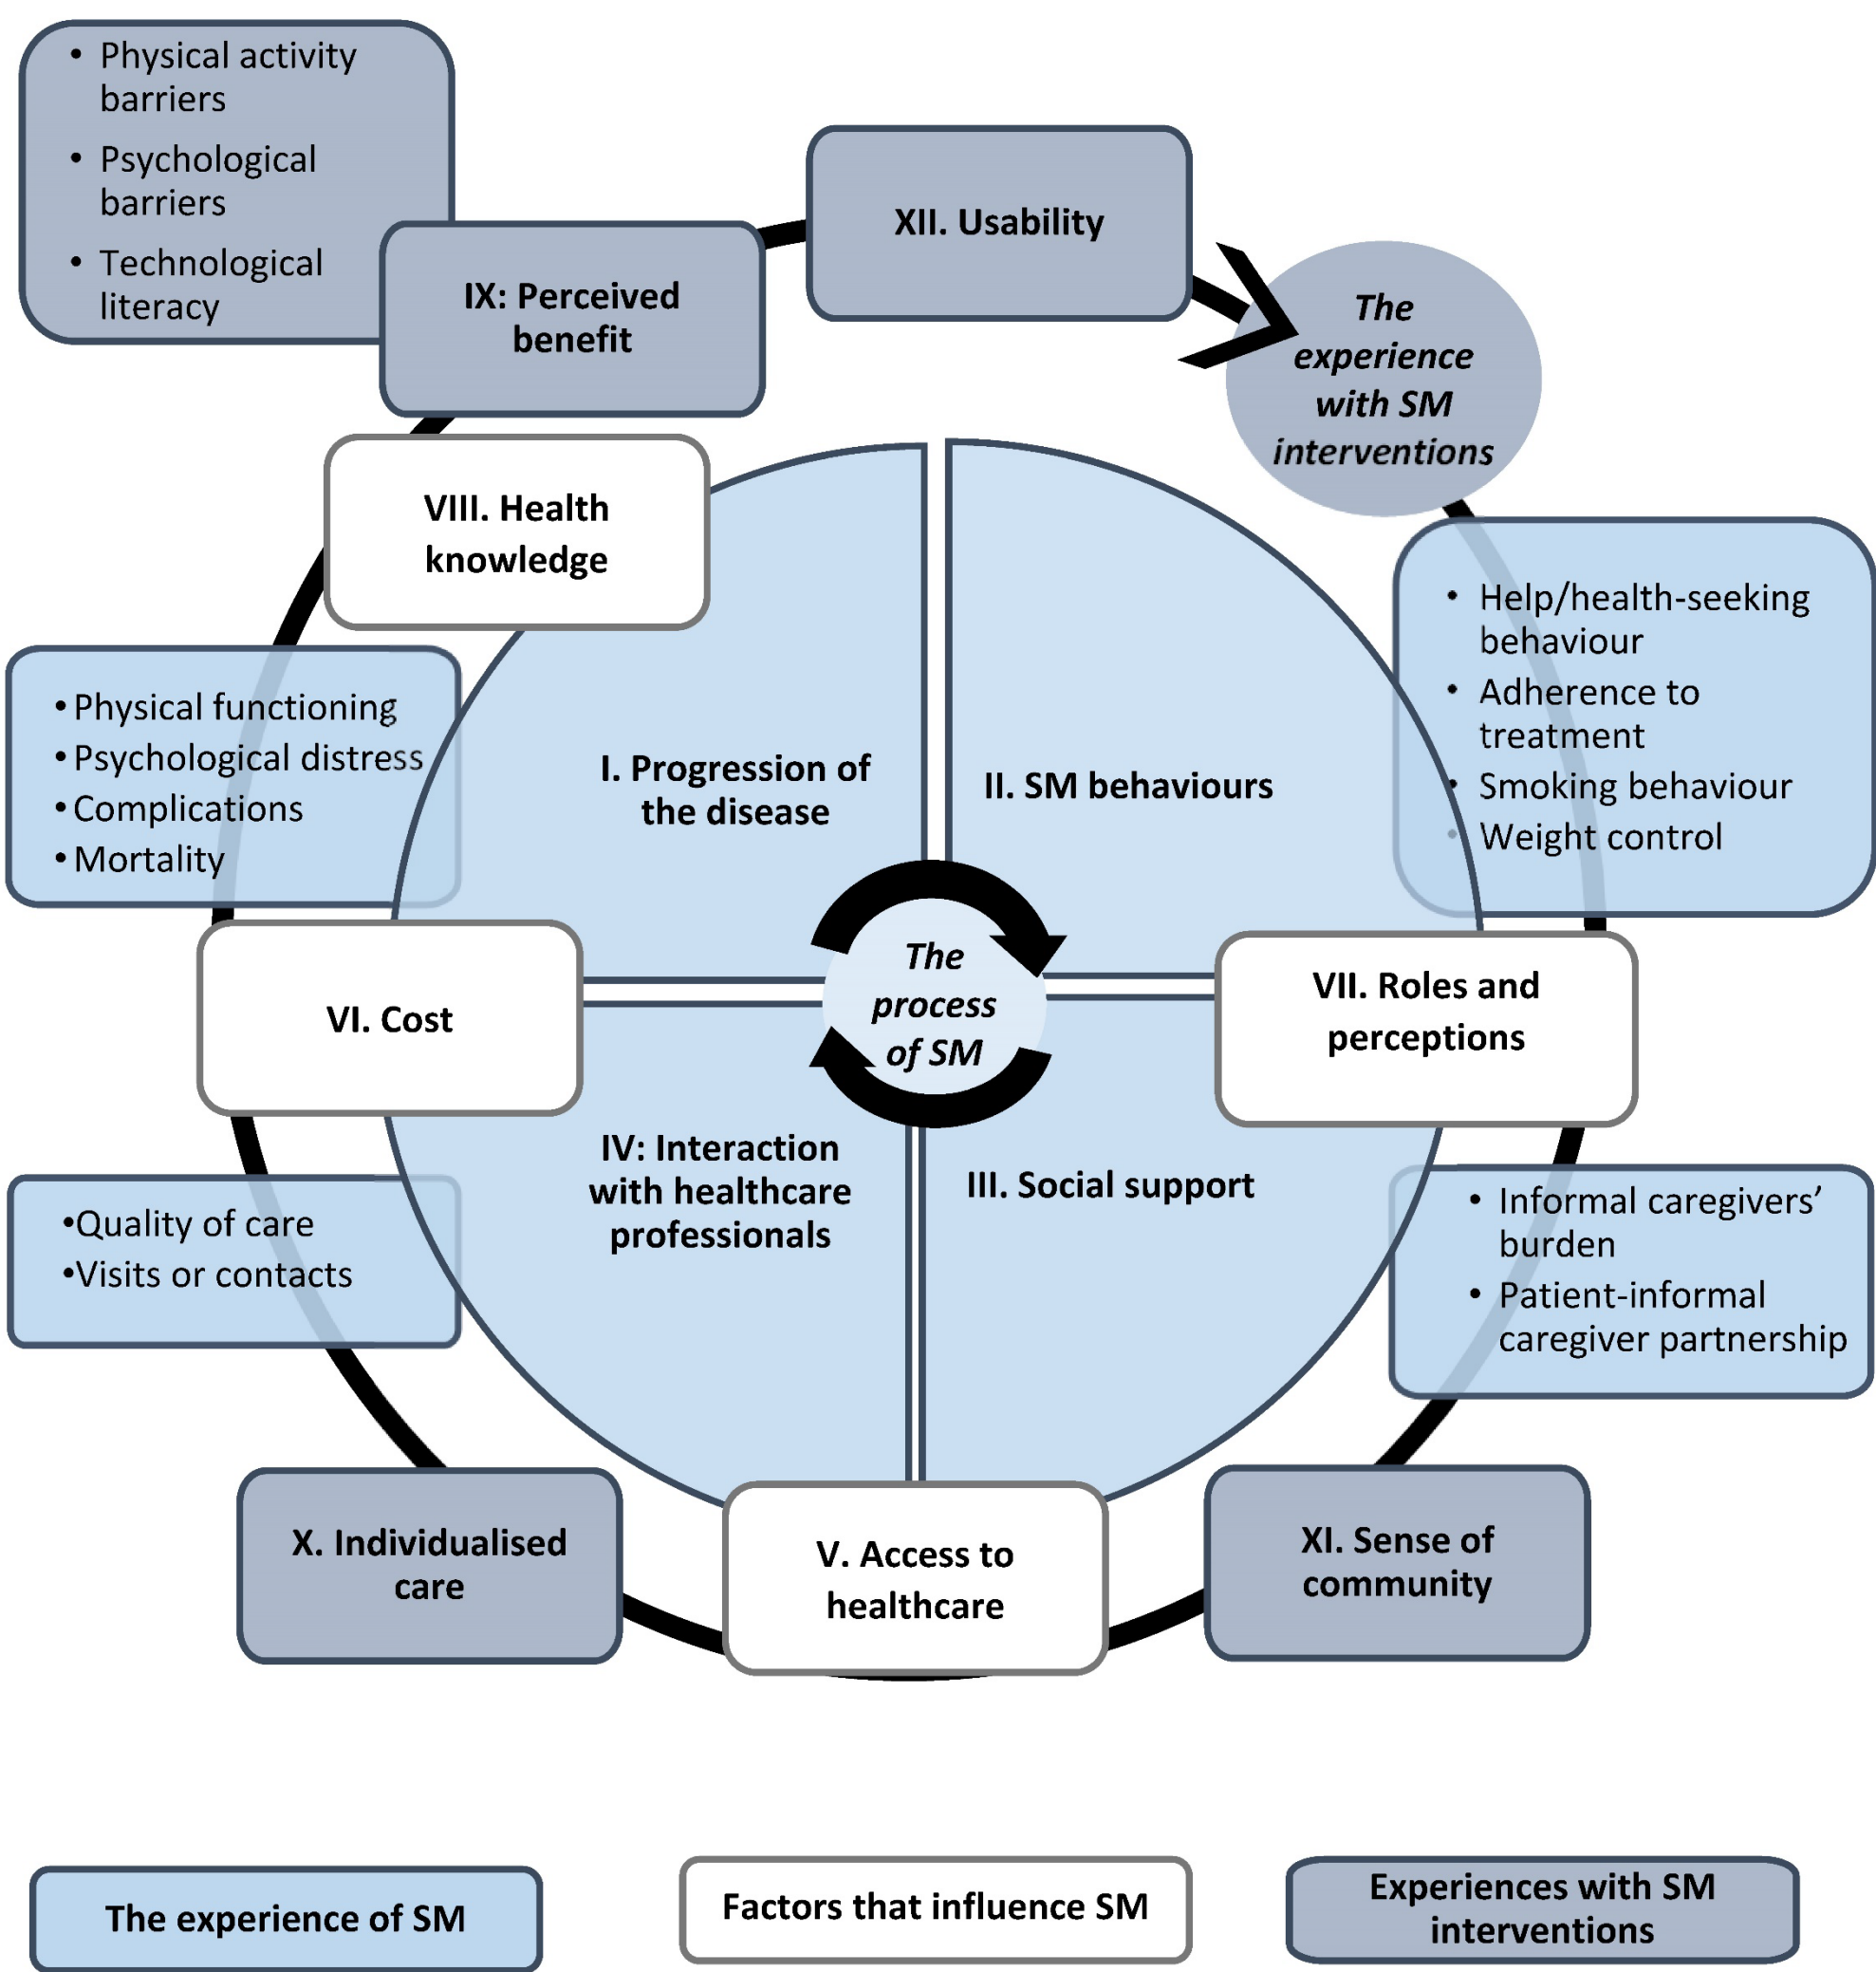 • Physical activity
barriers
• Psychological
barriers
• Technological
literacy
IX: Perceived
benefit
XII. Usability
The
experience
with SM
interventions
VIII. Health
knowledge
• Help/health-seeking
behaviour
• Adherence to
treatment
• Smoking behaviour
• Weight control
• Physical functioning
• Psychological distress
• Complications
• Mortality
I. Progression of
the disease
II. SM behaviours
The
process
of SM
VI. Cost
VII. Roles and
perceptions
IV: Interaction
with healthcare
professionals
III. Social support
•Quality of care
•Visits or contacts
• Informal caregivers’
burden
• Patient-informal
caregiver partnership
X. Individualised
care
V. Access to
healthcare
XI. Sense of
community
The experience of SM
Factors that influence SM
Experiences with SM
interventions